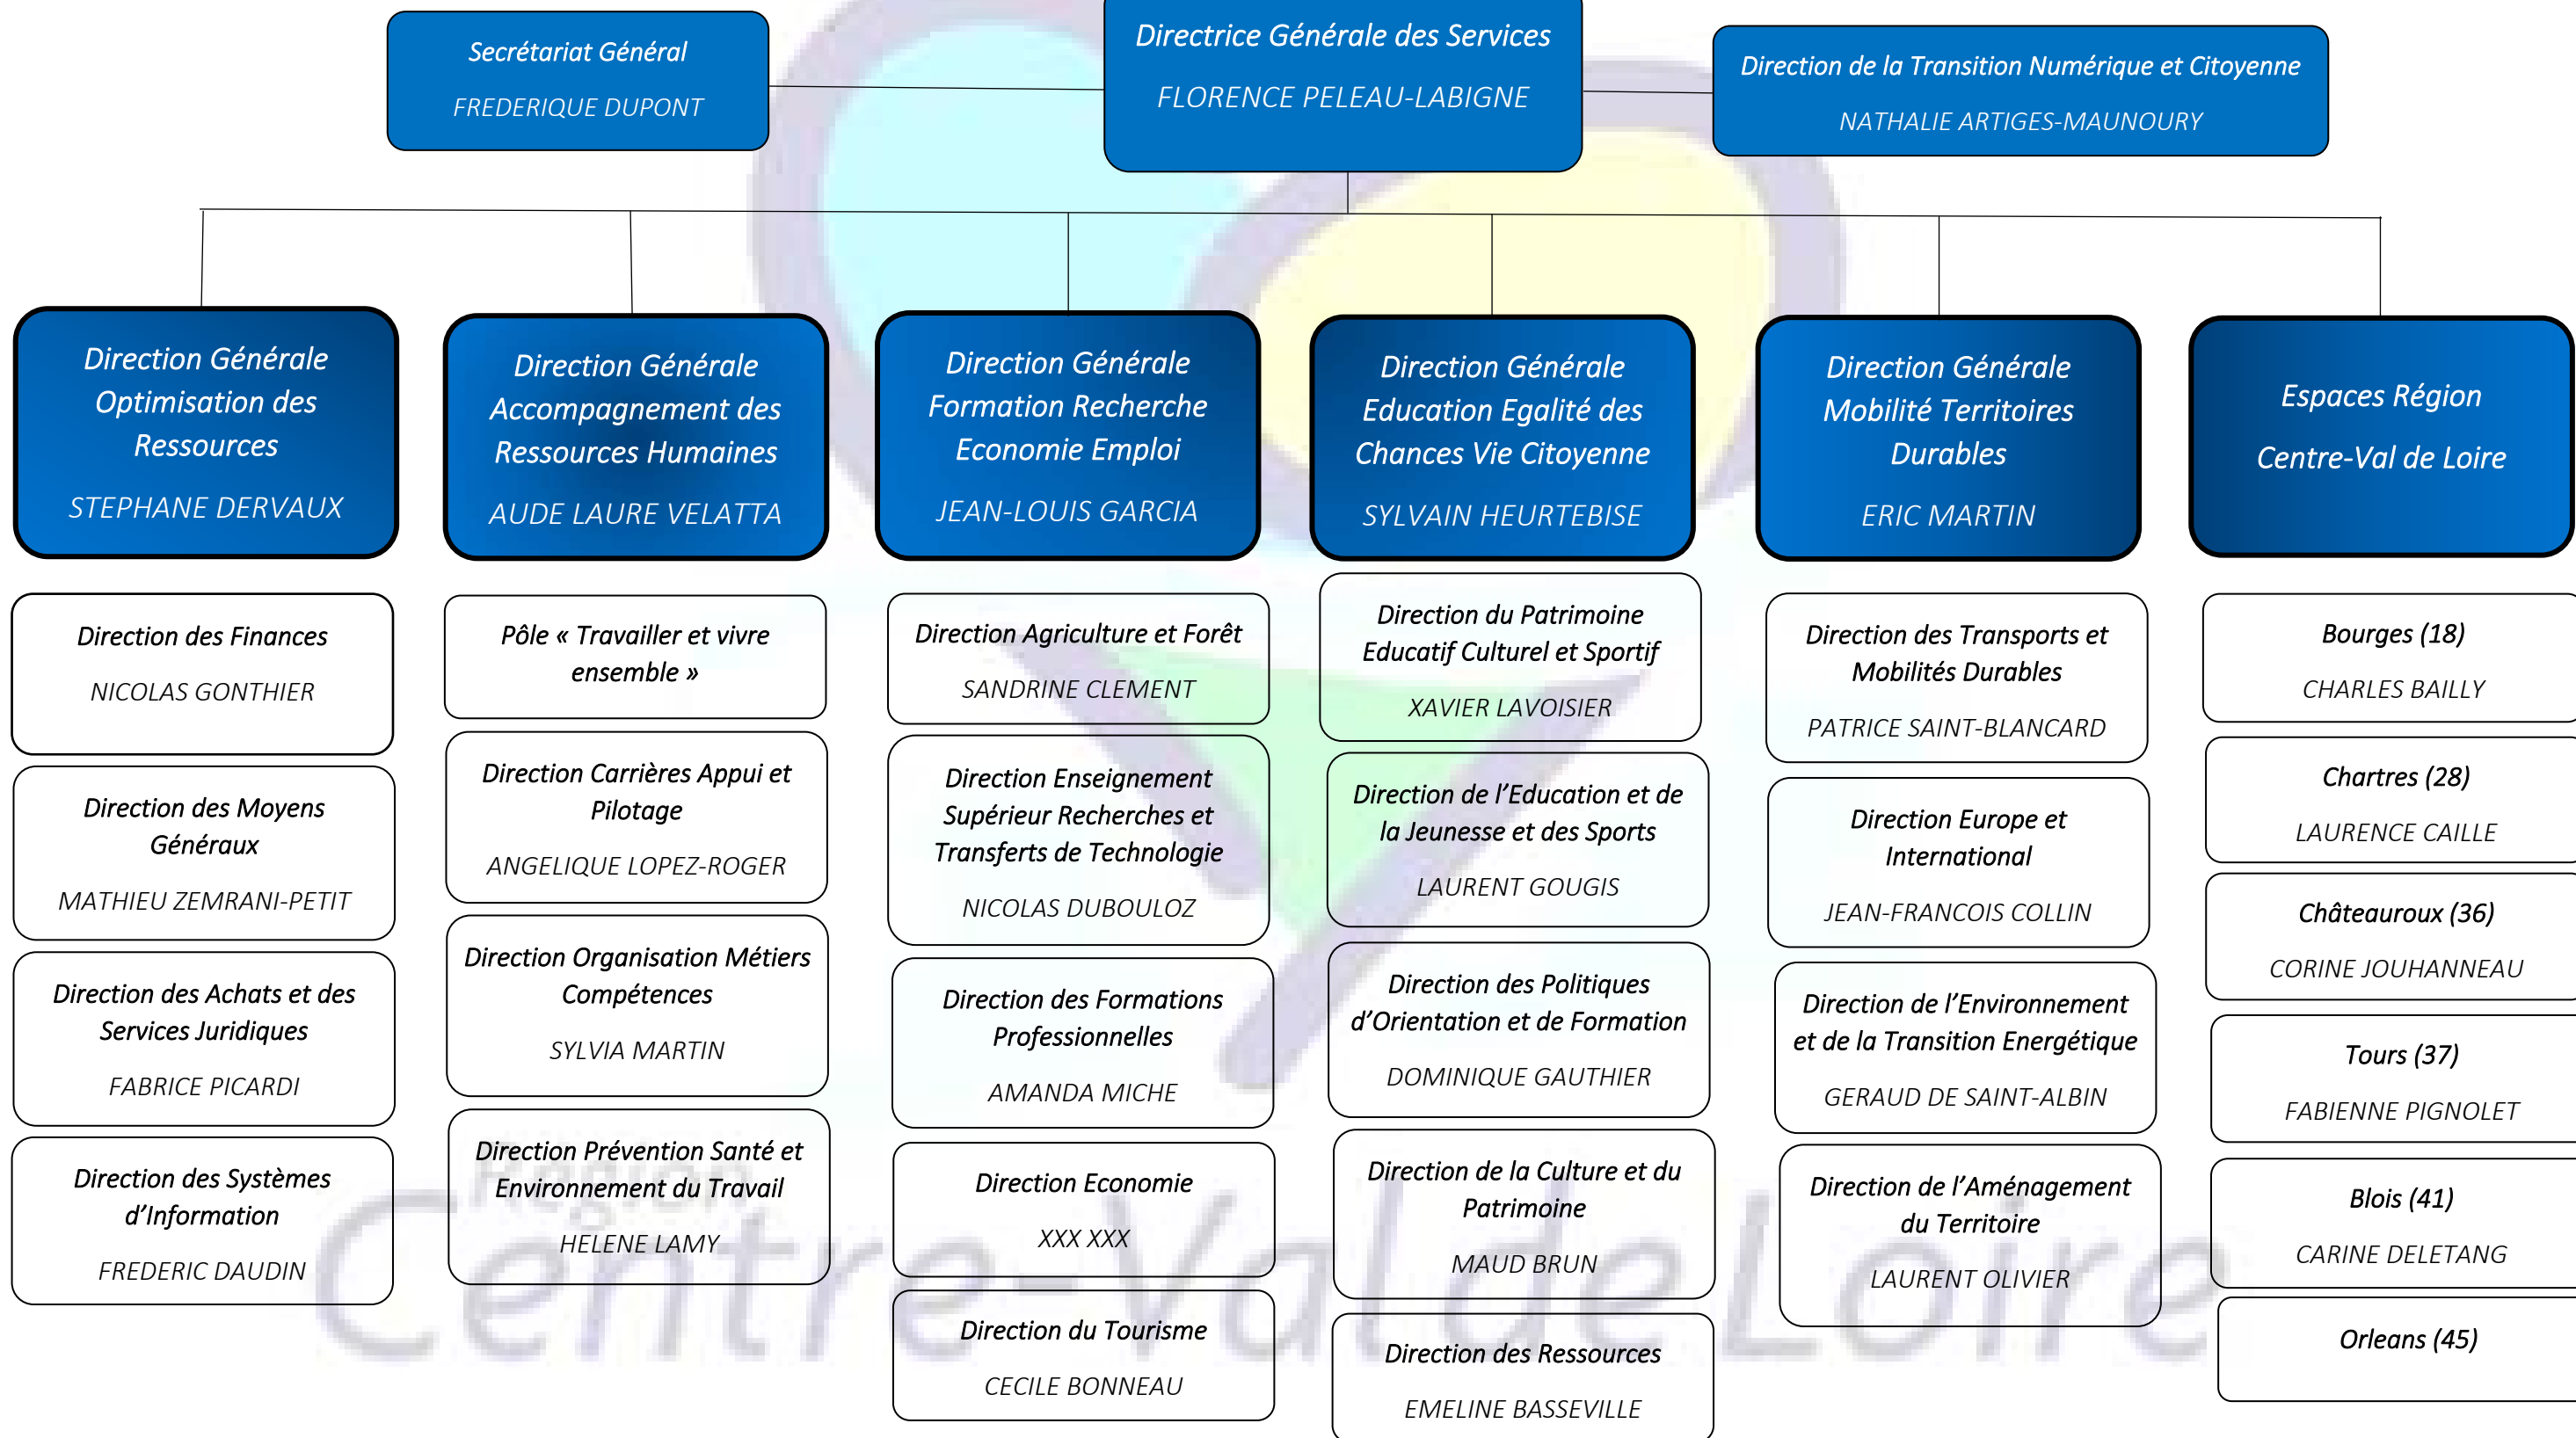 Secrétariat Général
FREDERIQUE DUPONT
Directrice Générale des Services
FLORENCE PELEAU-LABIGNE
Direction de la Transition Numérique et Citoyenne
NATHALIE ARTIGES-MAUNOURY
Direction Générale
Optimisation des
Ressources
STEPHANE DERVAUX
Direction Générale
Accompagnement des
Ressources Humaines
AUDE LAURE VELATTA
Direction Générale
Formation Recherche
Economie Emploi
JEAN-LOUIS GARCIA
Direction Générale
Education Egalité des
Chances Vie Citoyenne
SYLVAIN HEURTEBISE
Direction Générale
Mobilité Territoires
Durables
ERIC MARTIN
Espaces Région
Centre-Val de Loire
Direction des Finances
NICOLAS GONTHIER
Direction des Moyens
Généraux
MATHIEU ZEMRANI-PETIT
Direction des Achats et des
Services Juridiques
FABRICE PICARDI
Direction des Systèmes
d’Information
FREDERIC DAUDIN
Pôle « Travailler et vivre
ensemble »
Direction Carrières Appui et
Pilotage
ANGELIQUE LOPEZ-ROGER
Direction Organisation Métiers
Compétences
SYLVIA MARTIN
Direction Prévention Santé et
Environnement du Travail
HELENE LAMY
Direction Agriculture et Forêt
SANDRINE CLEMENT
Direction Enseignement
Supérieur Recherches et
Transferts de Technologie
NICOLAS DUBOULOZ
Direction des Formations
Professionnelles
AMANDA MICHE
Direction Economie
XXX XXX
Direction du Tourisme
CECILE BONNEAU
Direction du Patrimoine
Educatif Culturel et Sportif
XAVIER LAVOISIER
Direction de l’Education et de
la Jeunesse et des Sports
LAURENT GOUGIS
Direction des Politiques
d’Orientation et de Formation
DOMINIQUE GAUTHIER
Direction de la Culture et du
Patrimoine
MAUD BRUN
Direction des Ressources
EMELINE BASSEVILLE
Direction des Transports et
Mobilités Durables
PATRICE SAINT-BLANCARD
Direction Europe et
International
JEAN-FRANCOIS COLLIN
Direction de l’Environnement
et de la Transition Energétique
GERAUD DE SAINT-ALBIN
Direction de l’Aménagement
du Territoire
LAURENT OLIVIER
Bourges (18)
CHARLES BAILLY
Chartres (28)
LAURENCE CAILLE
Châteauroux (36)
CORINE JOUHANNEAU
Tours (37)
FABIENNE PIGNOLET
Blois (41)
CARINE DELETANG
Orleans (45)
Région
Centre-Val de Loire